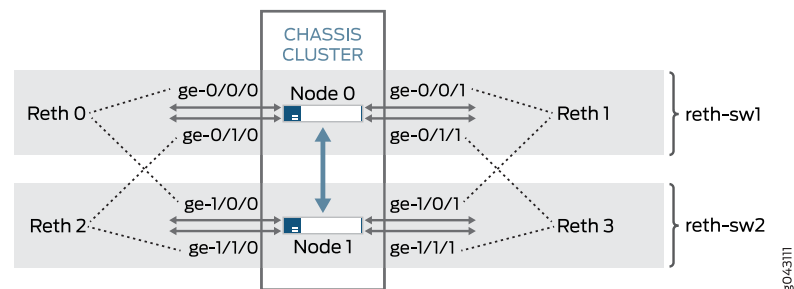 CHASSIS
CLUSTER
ge-0/0/0
Node 0
ge-0/0/1
Reth 0
Reth 1
reth-sw1
ge-0/1/0
ge-0/1/1
ge-1/0/0
ge-1/0/1
Reth 2
Reth 3
reth-sw2
ge-1/1/0
Node 1
ge-1/1/1
g043111